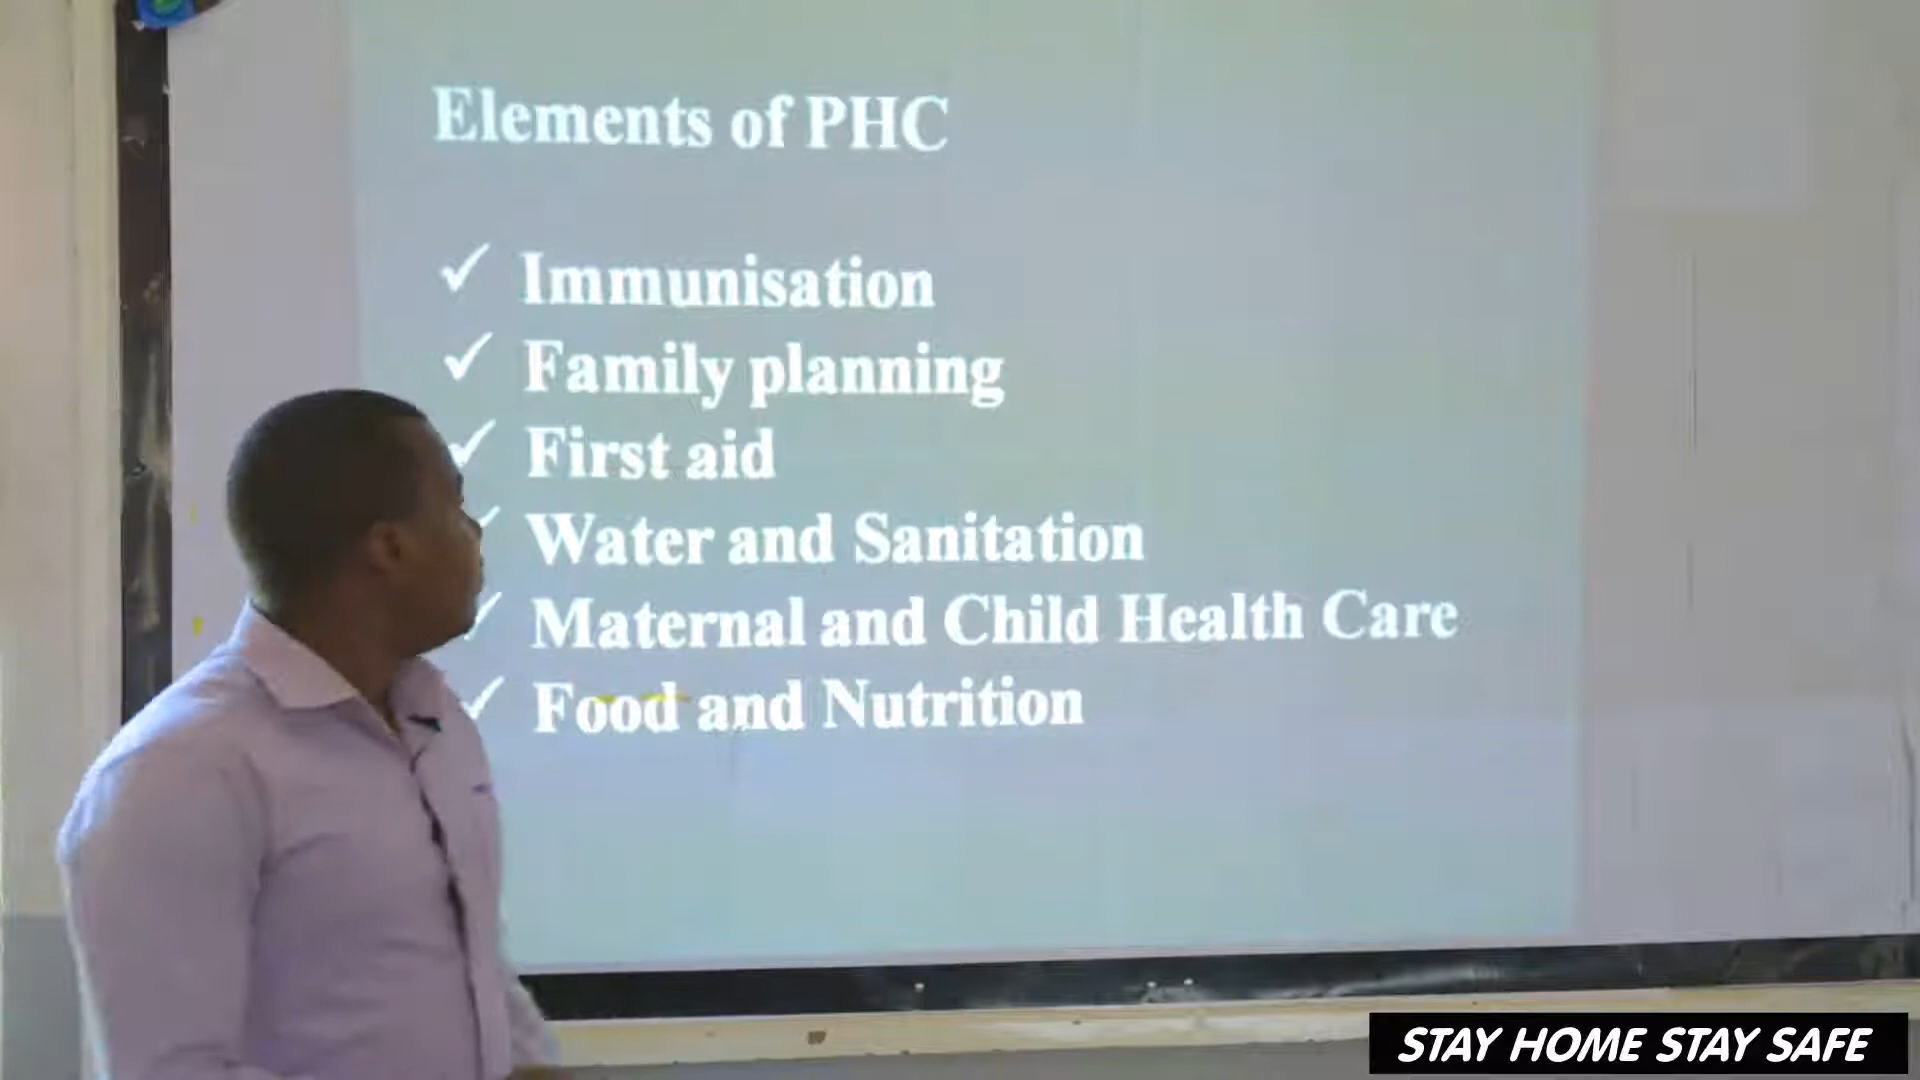 Elements of PHC
✓ Immunisation
✓ Family planning
✓ First aid
✓ Water and Sanitation
✓ Maternal and Child Health Care
✓ Food and Nutrition
STAY HOME STAY SAFE